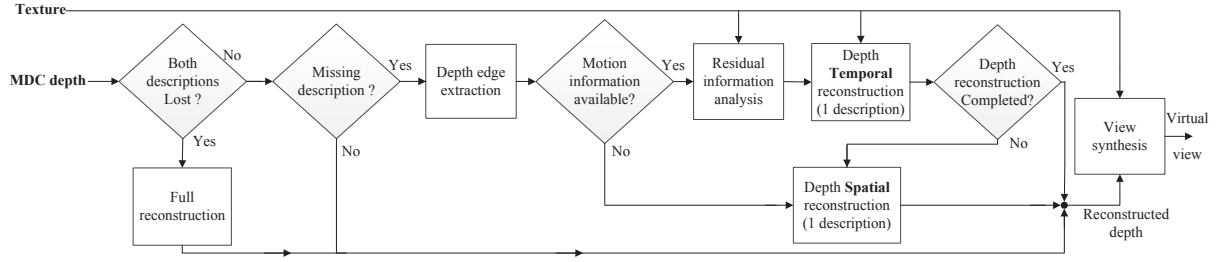 Texture
MDC depth
Both
descriptions
Lost ?
No
Yes
Full
reconstruction
Missing
description ?
Yes
No
Depth edge
extraction
Motion
information
available?
Yes
No
Residual
information
analysis
Depth
Temporal
reconstruction
(1 description)
Depth
reconstruction
Completed?
Yes
No
Depth Spatial
reconstruction
(1 description)
View
synthesis
Virtual
view
Reconstructed
depth